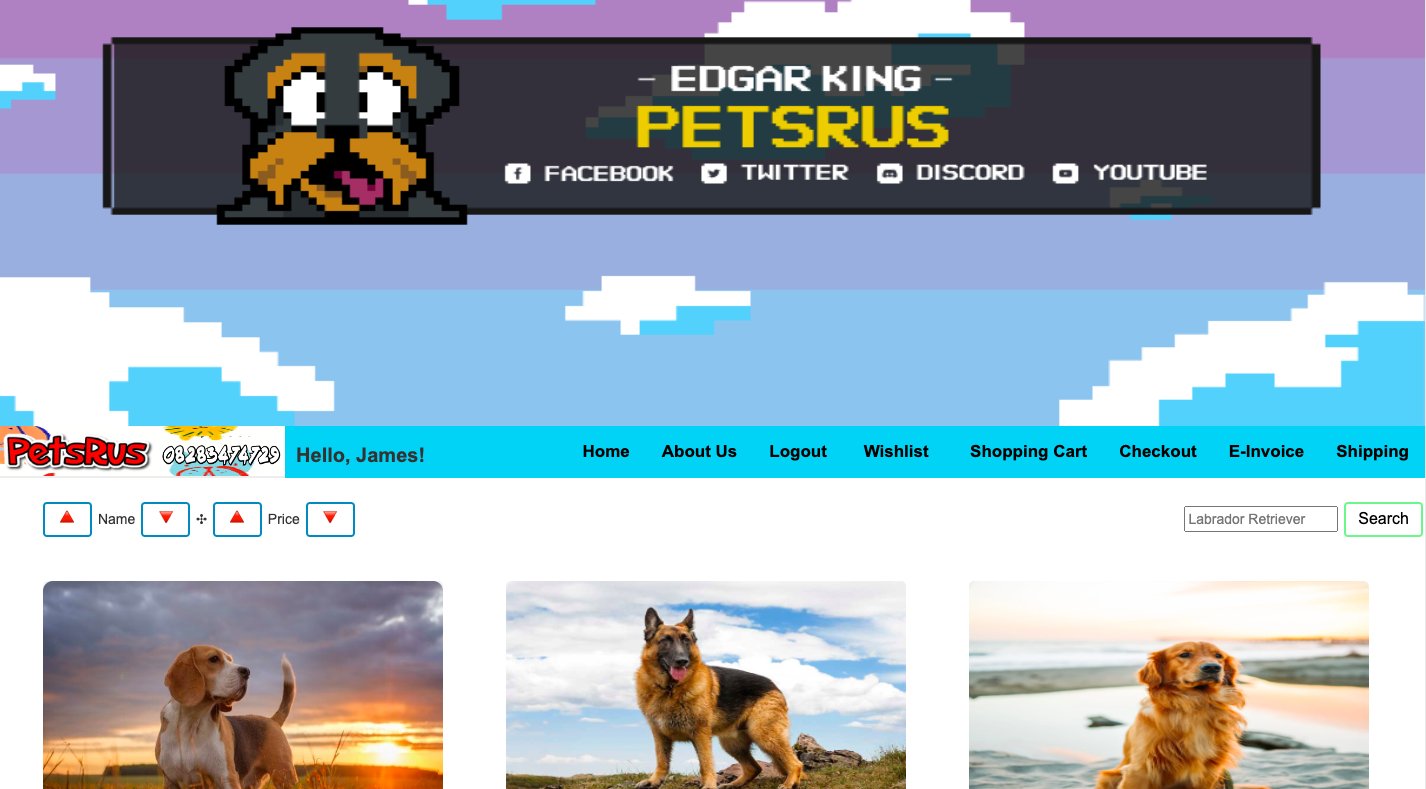 - EDGAR KING -
PETSRUS
FACEBOOK TWITTER DISCORD YOUTUBE
PetsRus 08283474729 Hello, James! Home About Us Logout Wishlist Shopping Cart Checkout E-Invoice Shipping
Name Price Labrador Retriever Search